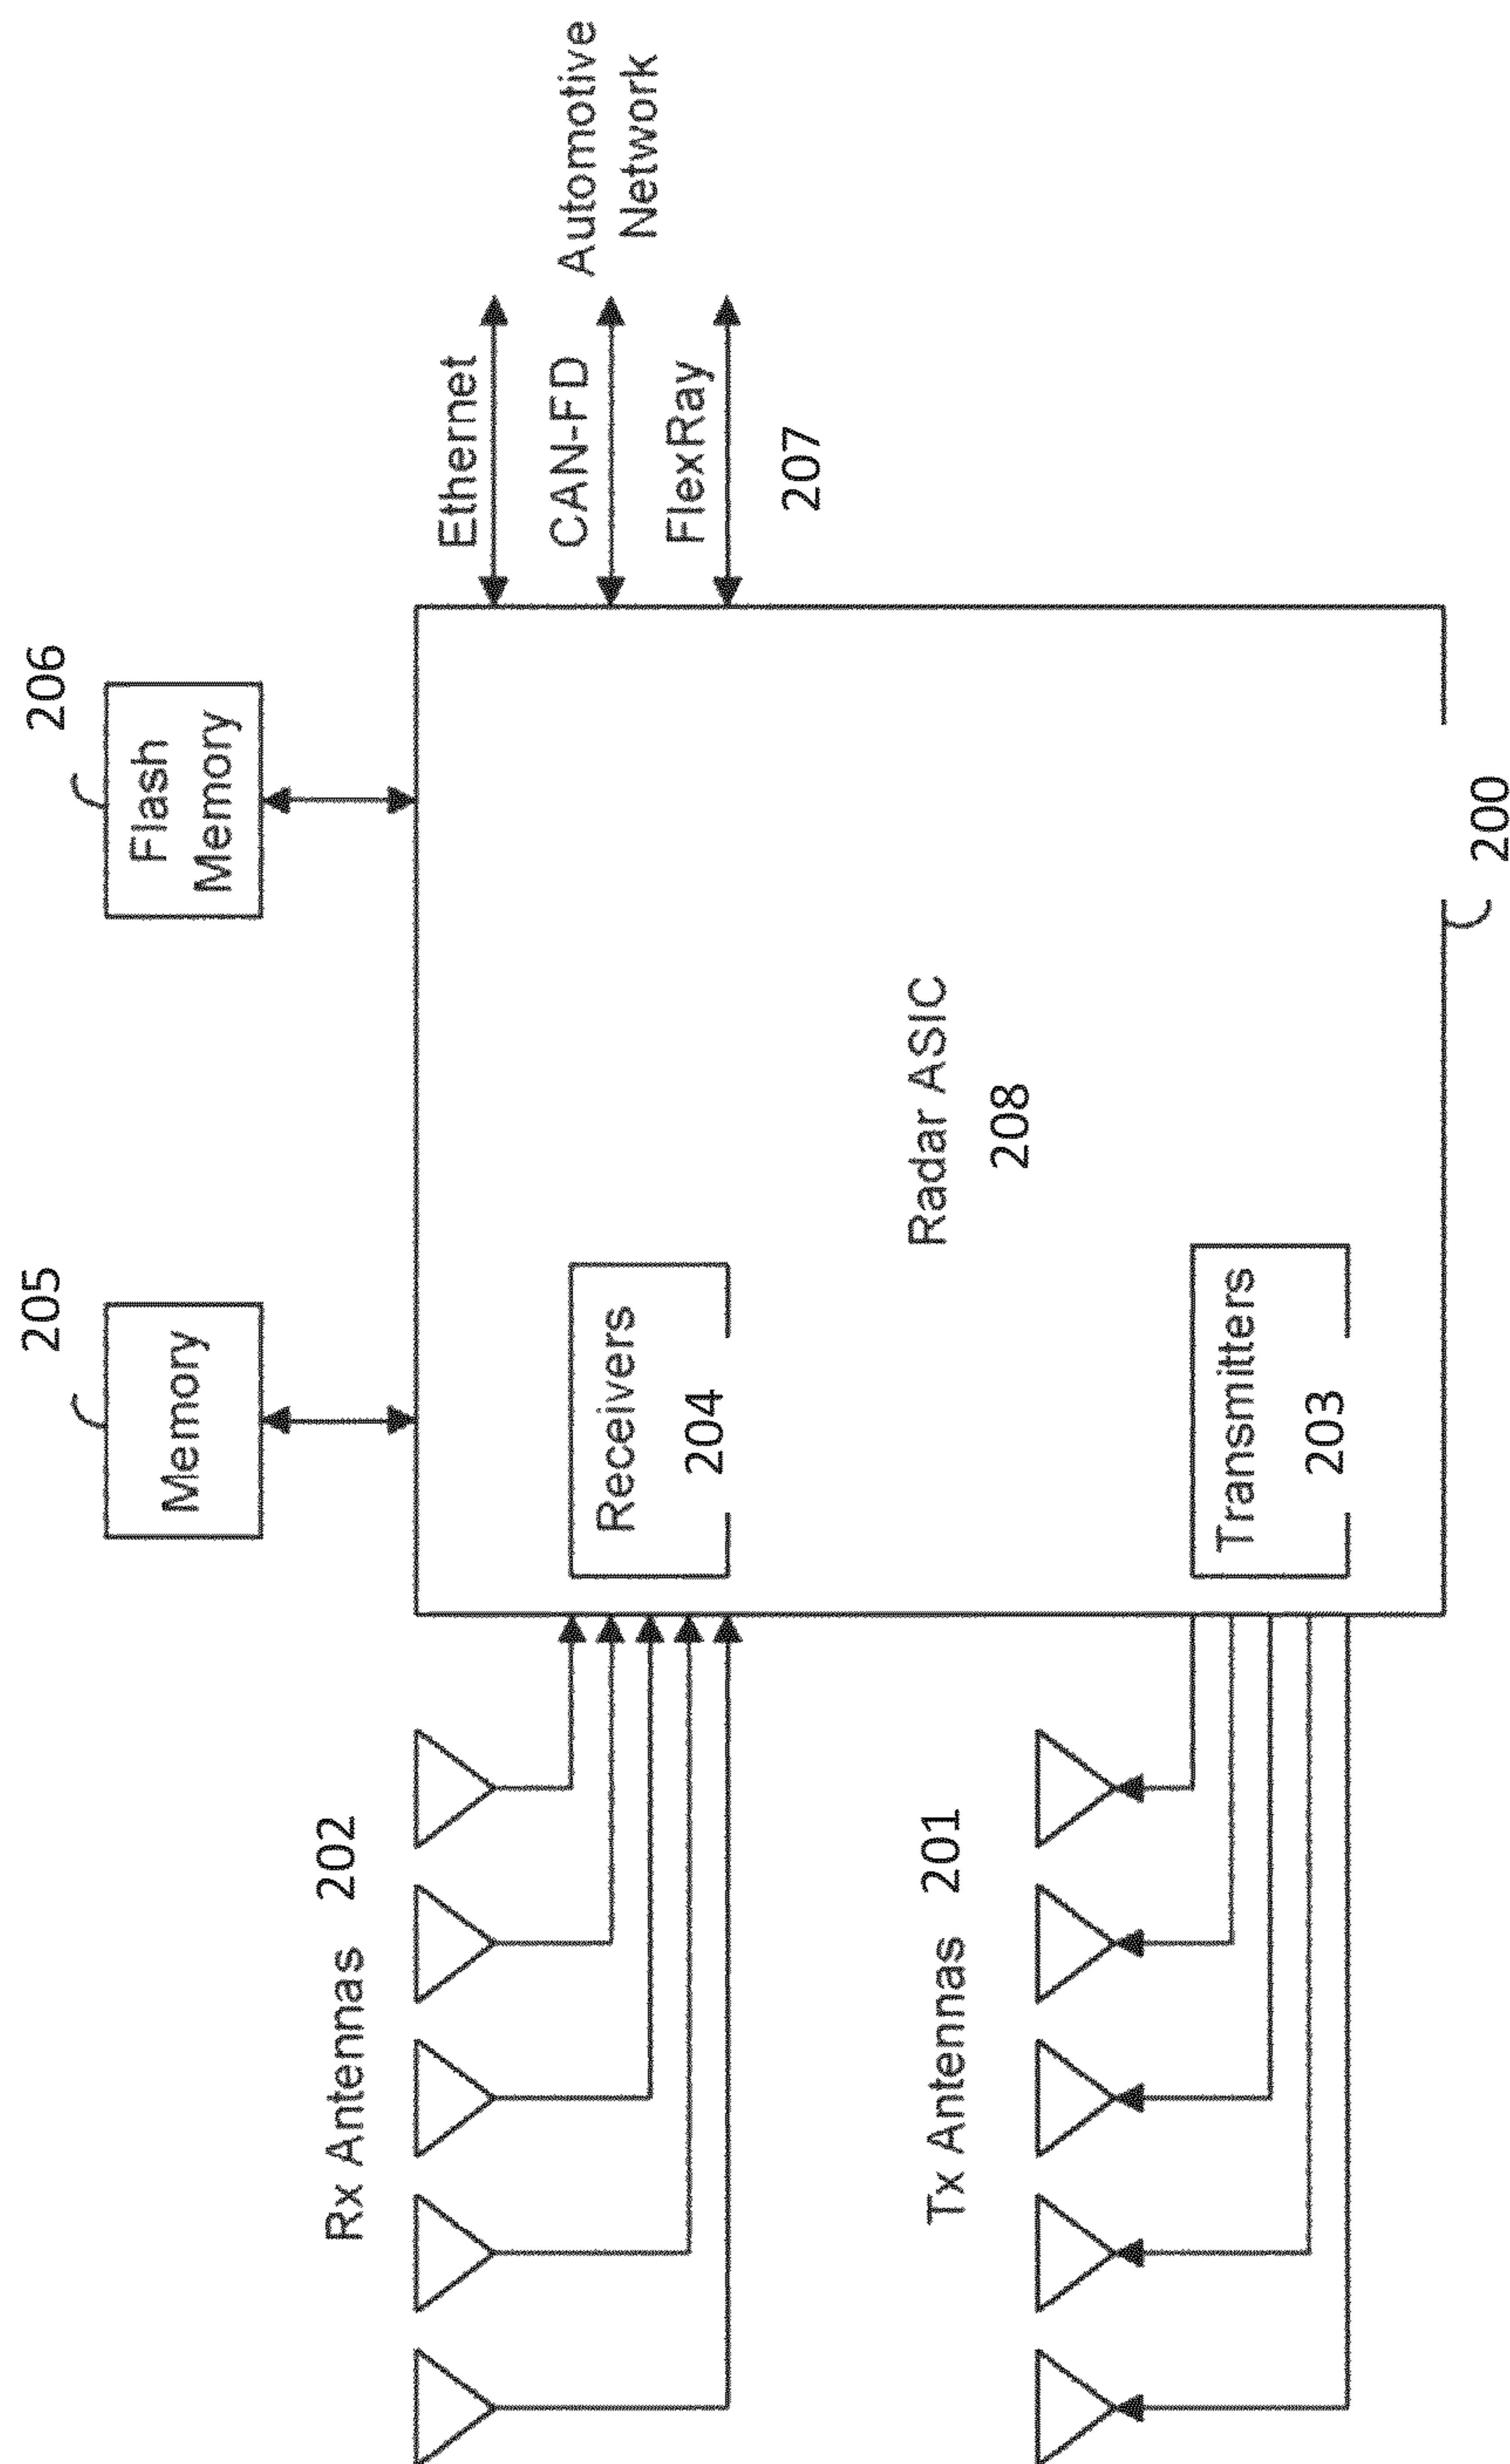 205
Memory
206
Flash
Memory
Rx Antennas 202
Receivers
204
Ethernet
CAN-FD
FlexRay
207
Automotive
Network
Radar ASIC
208
Tx Antennas 201
Transmitters
203
200